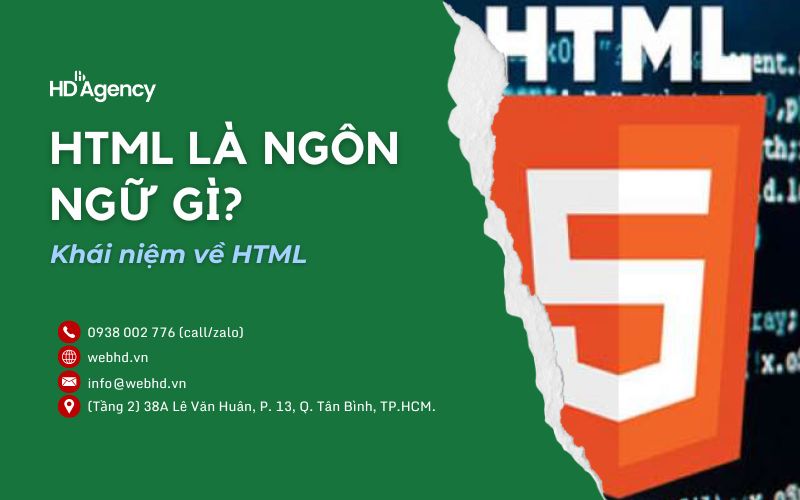 HD Agency
HTML LÀ NGÔN
NGỮ GÌ?
Khái niệm về HTML
0938 002 776 (call/zalo)
webhd.vn
info@webhd.vn
(Tầng 2) 38A Lê Văn Huân, P. 13, Q. Tân Bình, TP.HCM.
HTML
5